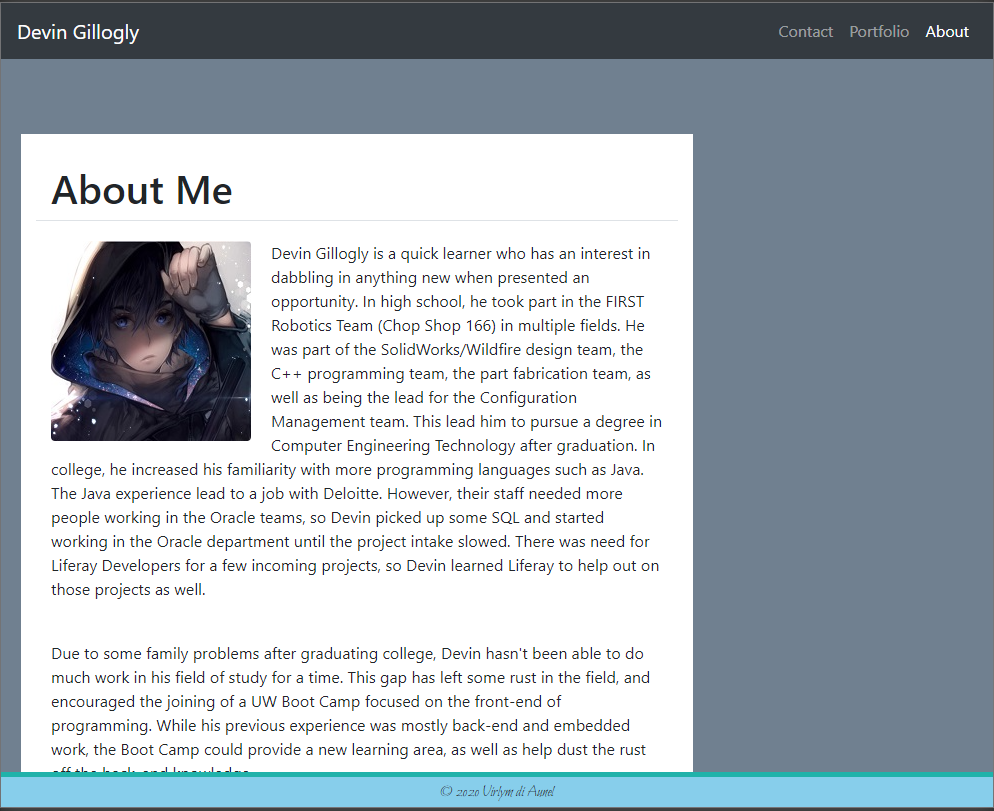 Devin Gillogly
Contact Portfolio About
About Me
Devin Gillogly is a quick learner who has an interest in
dabbling in anything new when presented an
opportunity. In high school, he took part in the FIRST
Robotics Team (Chop Shop 166) in multiple fields. He
was part of the SolidWorks/Wildfire design team, the
C++ programming team, the part fabrication team, as
well as being the lead for the Configuration
Management team. This lead him to pursue a degree in
Computer Engineering Technology after graduation. In
college, he increased his familiarity with more programming languages such as Java.
The Java experience lead to a job with Deloitte. However, their staff needed more
people working in the Oracle teams, so Devin picked up some SQL and started
working in the Oracle department until the project intake slowed. There was need for
Liferay Developers for a few incoming projects, so Devin learned Liferay to help out on
those projects as well.
Due to some family problems after graduating college, Devin hasn't been able to do
much work in his field of study for a time. This gap has left some rust in the field, and
encouraged the joining of a UW Boot Camp focused on the front-end of
programming. While his previous experience was mostly back-end and embedded
work, the Boot Camp could provide a new learning area, as well as help dust the rust
off the back-end knowledge.
© 2020 Virlym di Aunel